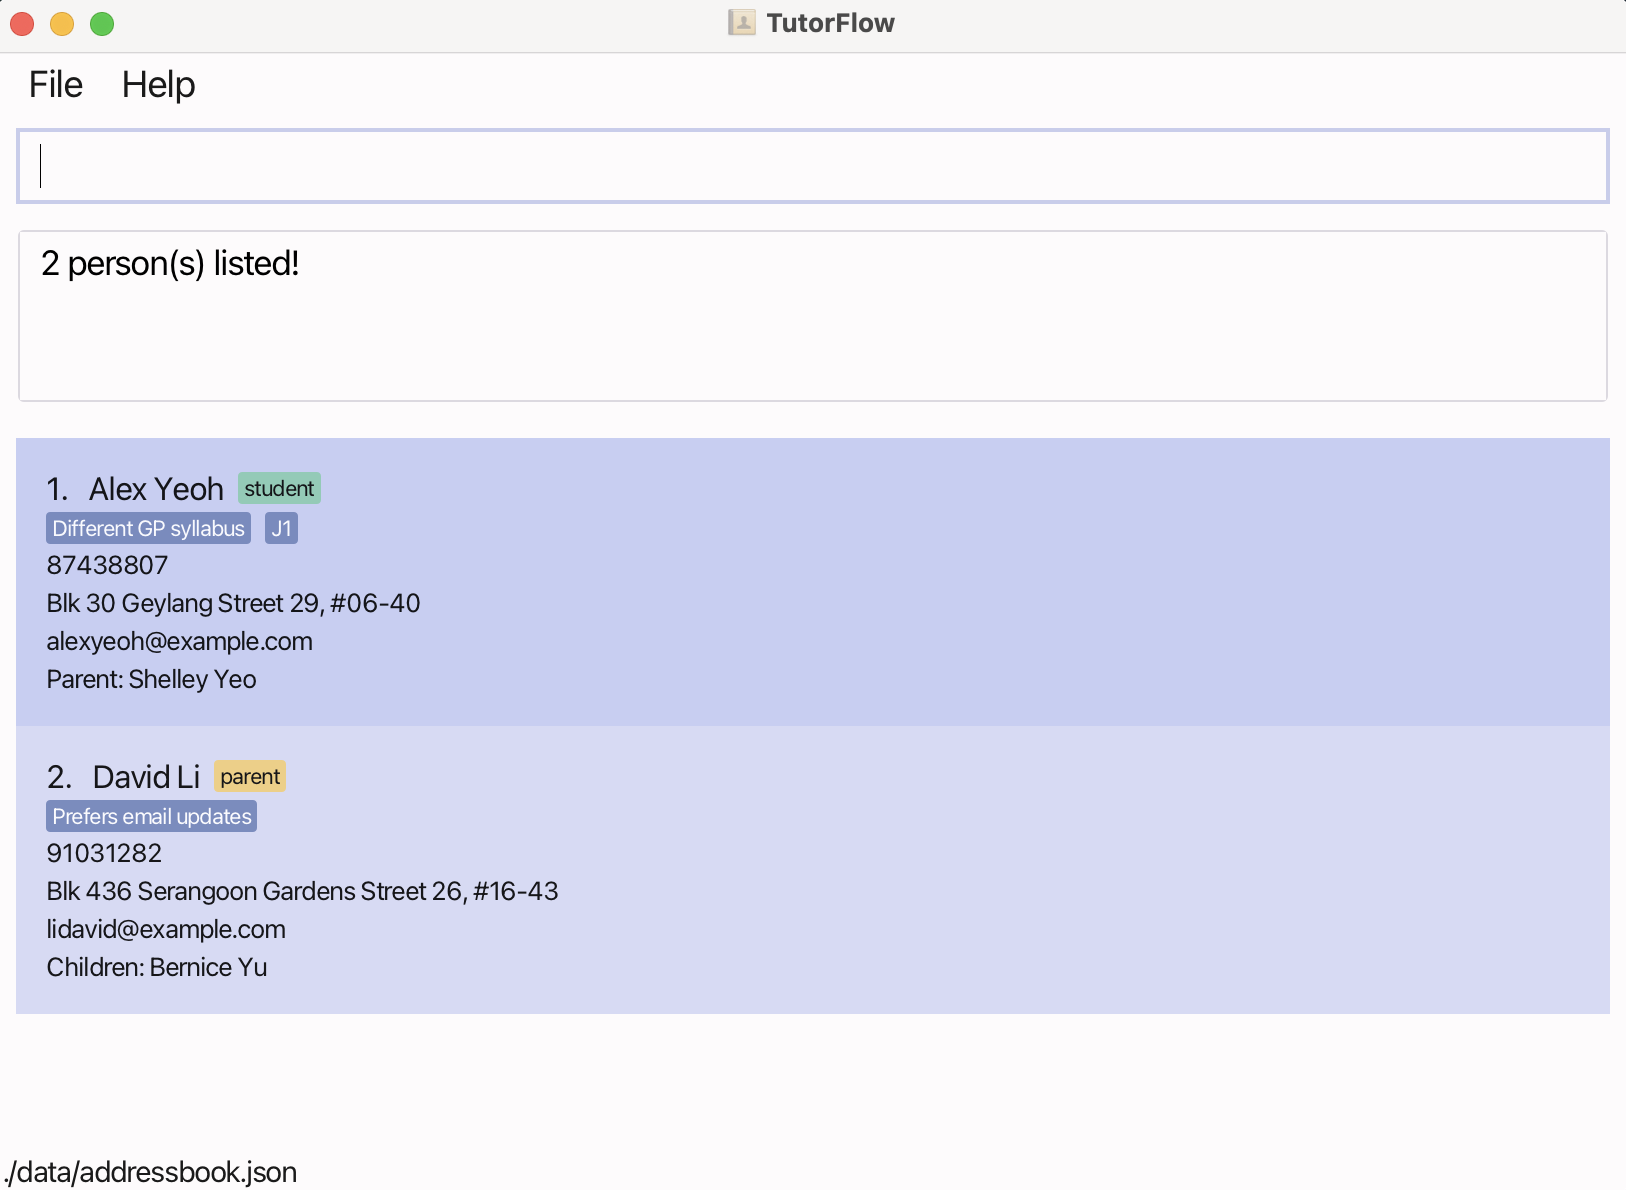 TutorFlow
File Help
2 person(s) listed!
1. Alex Yeoh student
Different GP syllabus J1
87438807
Blk 30 Geylang Street 29, #06-40
alexyeoh@example.com
Parent: Shelley Yeo
2. David Li parent
Prefers email updates
91031282
Blk 436 Serangoon Gardens Street 26, #16-43
lidavid@example.com
Children: Bernice Yu
./data/addressbook.json